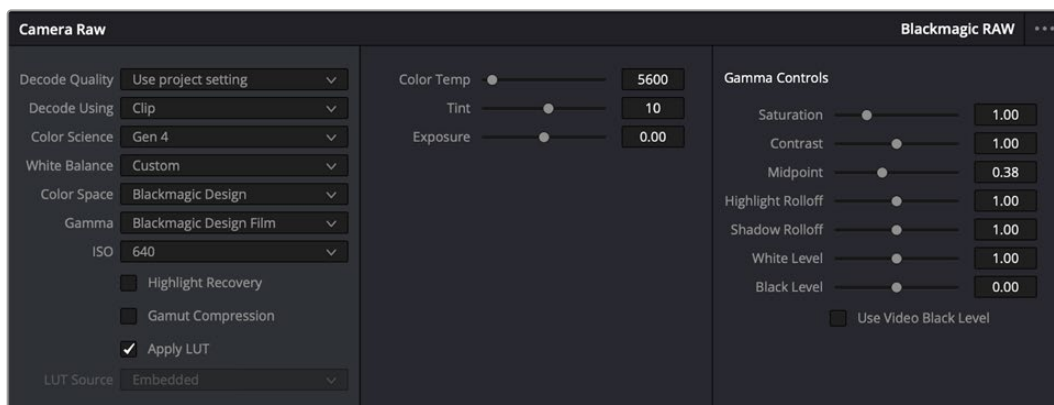 Camera Raw
Blackmagic RAW
Decode Quality Use project setting
Decode Using Clip
Color Science Gen 4
White Balance Custom
Color Space Blackmagic Design
Gamma Blackmagic Design Film
ISO 640
Highlight Recovery
Gamut Compression
Apply LUT
LUT Source Embedded
Color Temp 5600
Tint 10
Exposure 0.00
Gamma Controls
Saturation 1.00
Contrast 1.00
Midpoint 0.38
Highlight Rolloff 1.00
Shadow Rolloff 1.00
White Level 1.00
Black Level 0.00
Use Video Black Level